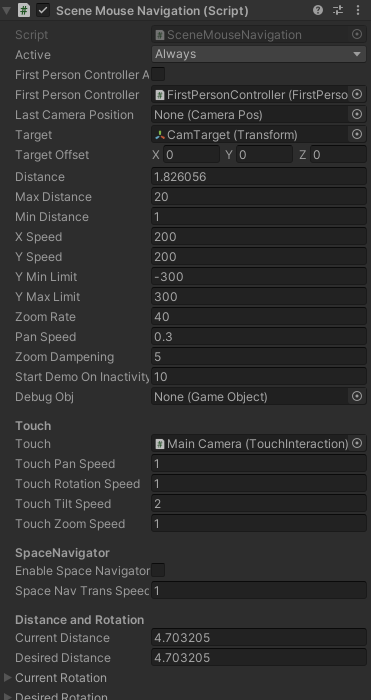 Scene Mouse Navigation (Script)
Script SceneMouseNavigation
Active Always
First Person Controller A
First Person Controller FirstPersonController (FirstPerso
Last Camera Position None (Camera Pos)
Target CamTarget (Transform)
Target Offset X 0 Y 0 Z 0
Distance 1.826056
Max Distance 20
Min Distance 1
X Speed 200
Y Speed 200
Y Min Limit -300
Y Max Limit 300
Zoom Rate 40
Pan Speed 0.3
Zoom Dampening 5
Start Demo On Inactivity 10
Debug Obj None (Game Object)
Touch
Touch Main Camera (TouchInteraction)
Touch Pan Speed 1
Touch Rotation Speed 1
Touch Tilt Speed 2
Touch Zoom Speed 1
SpaceNavigator
Enable Space Navigator
Space Nav Trans Speed 1
Distance and Rotation
Current Distance 4.703205
Desired Distance 4.703205
Current Rotation
Desired Rotation